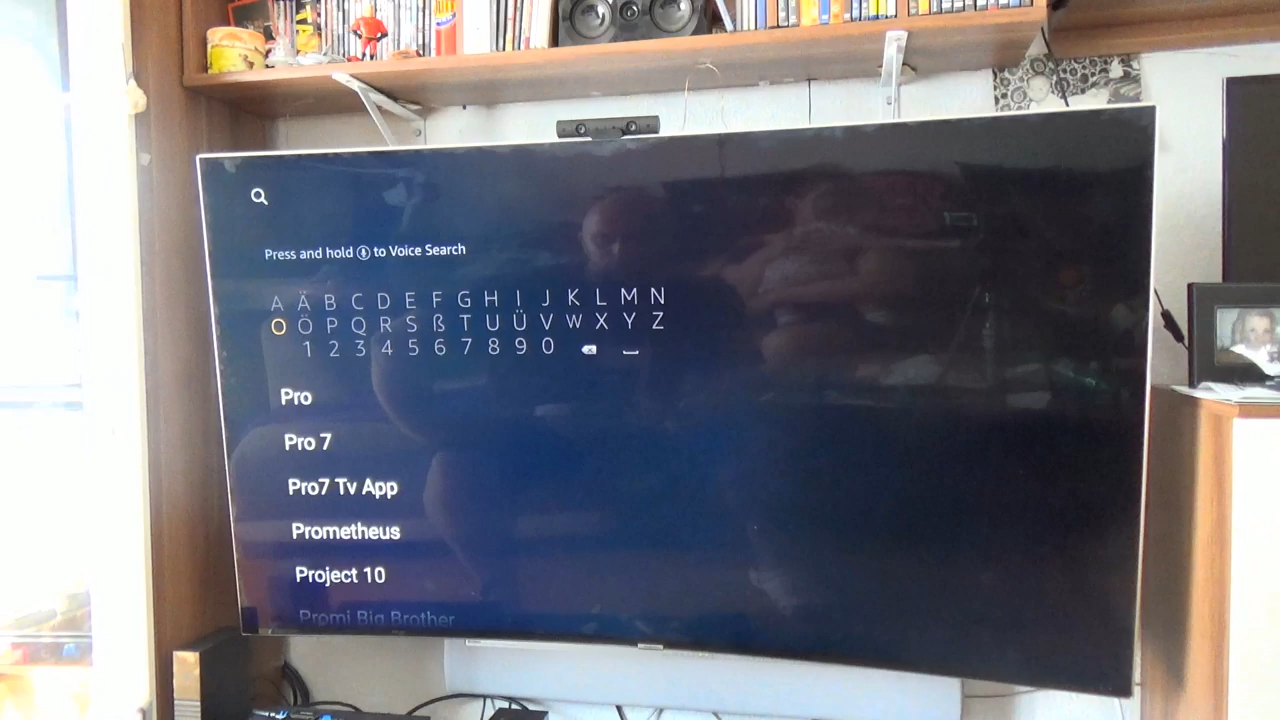 Press and hold to Voice Search
A Ä B C D E F G H I J K L M N
O Ö P Q R S ß T U Ü V W X Y Z
1 2 3 4 5 6 7 8 9 0
Pro
Pro 7
Pro7 Tv App
Prometheus
Project 10
Promi Big Brother